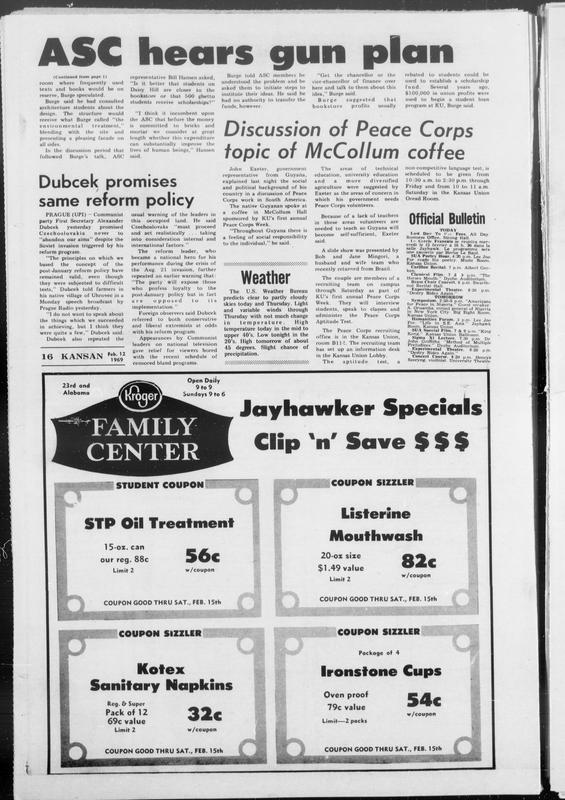 ASC hears gun plan
(Continued from page 1)
room where frequently used
texts and books would be on
reserve, Burge speculated.
Burge said he had consulted
architecture students about the
design. The structure would
receive what Burge called "the
environmental treatment,"
blending with the site and
presenting a pleasing facade on
all sides.
In the discussion period that
followed Burge's talk, ASC
representative Bill Hansen asked,
"Is it better that students on
Daisy Hill are closer to the
bookstore or that 500 ghetto
students receive scholarships?"
"I think it incumbent upon
the ASC that before the money
is committed to bricks and
mortar we consider at great
length whether this expenditure
can substantially improve the
lives of human beings," Hansen
said.
Burge told ASC members he
understood the problem and he
asked them to initiate steps to
institute their ideas. He said he
had no authority to transfer the
funds, however.
"Get the chancellor or the
vice-chancellor of finance over
here and talk to them about this
idea," Burge said.
Burge suggested that
bookstore profits usually
rebated to students could be
used to establish a scholarship
fund. Several years, ago,
$100,000 in union profits were
used to begin a student loan
program at KU, Burge said.
Dubcek promises
same reform policy
PRAGUE (UPI) - Communist
party First Secretary Alexander
Dubcek yesterday promised
Czechoslovakia never to
"abandon our aims" despite the
Soviet invasion triggered by his
reform program.
"The principles on which we
based the concept of the
post-January reform policy have
remained valid, even though
they were subjected to difficult
tests," Dubcek told farmers of
his native village of Uhrovec in a
Monday speech broadcast by
Prague Radio yesterday.
"I do not want to speak about
the things which we succeeded
in achieving, but I think they
were quite a few," Dubcek said.
Dubcek also repeated the
usual warning of the leaders in
this occupied land. He said
Czechoslovaks "must proceed
and act realistically . . . taking
into consideration internal and
international factors."
The reform leader, who
became a national hero for his
performance during the crisis of
the Aug. 21 invasion, further
repeated an earlier warning that:
"The party will expose those
who profess loyalty to the
post-January policy but in fact
are opposed to its
implementation."
Foreign observers said Dubcek
referred to both conservative
and liberal extremists at odds
with his reform program.
Appearances by Communist
leaders on national television
gave relief for viewers bored
with the recent schedule of
censored bland programs.
16 KANSAN Feb. 12
1969
Discussion of Peace Corps
topic of McCollum coffee
John Exeter, government
representative from Guyana,
explained last night the social
and political background of his
country in a discussion of Peace
Corps work in South America.
The native Guyanan spoke at
a coffee in McCollum Hall
sponsored by KU's first annual
Peace Corps Week.
"Throughout Guyana there is
a feeling of social responsibility
to the individual," he said.
The areas of technical
education, university education
and a more diversified
agriculture were suggested by
Exeter as the areas of concern in
which his government needs
Peace Corps volunteers.
Because of a lack of teachers
in these areas volunteers are
needed to teach so Guyana will
become self-sufficient, Exeter
said.
A slide show was presented by
Bob and Jane Mingori, a
husband and wife team who
recently returned from Brazil.
The couple are members of a
recruiting team on campus
through Saturday as part of
KU's first annual Peace Corps
Week. They will interview
students, speak to classes and
administer the Peace Corps
Aptitude Test.
The Peace Corps recruiting
office is in the Kansas Union,
The recruiting team
has set up an information desk
in the Kansas Union Lobby.
The aptitude test, a
non-competitive language test, is
scheduled to be given from
10:30 a.m. to 2:30 p.m. through
Friday and from 10 to 11 a.m.
Saturday in the Kansas Union
Oread Room.
Weather
The U.S. Weather Bureau
predicts clear to partly cloudy
skies today and Thursday. Light
and variable winds through
Thursday with not much change
in temperature. High
temperature today in the mid to
upper 40's. Low tonight in the
20's. High tomorrow of about
45 degrees. Slight chance of
precipitation.
Official Bulletin
TODAY
TOMORROW
23rd and
Alabama
Kroger
FAMILY
CENTER
Open Daily
9 to 9
Sundays 9 to 6
Jayhawker Specials
Clip 'n' Save $$$
STUDENT COUPON
STP Oil Treatment
15-oz. can
our reg. 88c
Limit 2
56c
w/coupon
COUPON GOOD THRU SAT., FEB. 15th
COUPON SIZZLER
Listerine
Mouthwash
20-oz size
$1.49 value
Limit 2
82c
w/coupon
COUPON GOOD THRU SAT., FEB. 15th
COUPON SIZZLER
Kotex
Sanitary Napkins
Reg. & Super
Pack of 12
69c value
Limit 2
32c
w/coupon
COUPON GOOD THRU SAT., FEB. 15th
COUPON SIZZLER
Package of 4
Ironstone Cups
Oven proof
79c value
Limit—2 packs
54c
w/coupon
COUPON GOOD THRU SAT., FEB. 15th